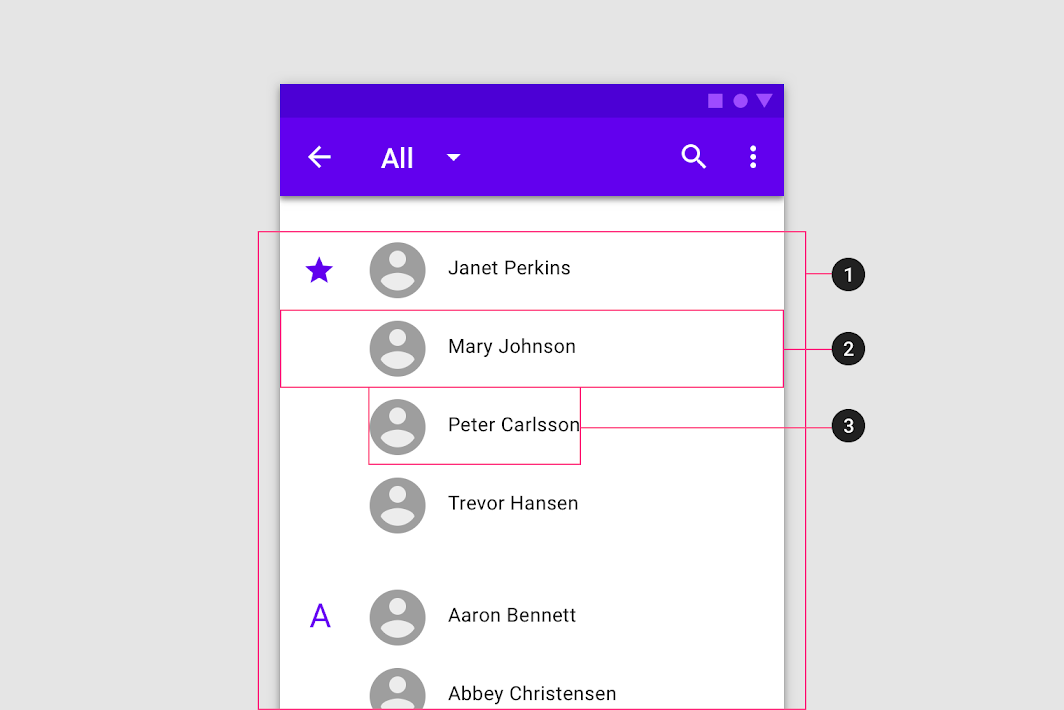 All
Janet Perkins
1
Mary Johnson
2
Peter Carlsson
3
Trevor Hansen
A
Aaron Bennett
Abbey Christensen